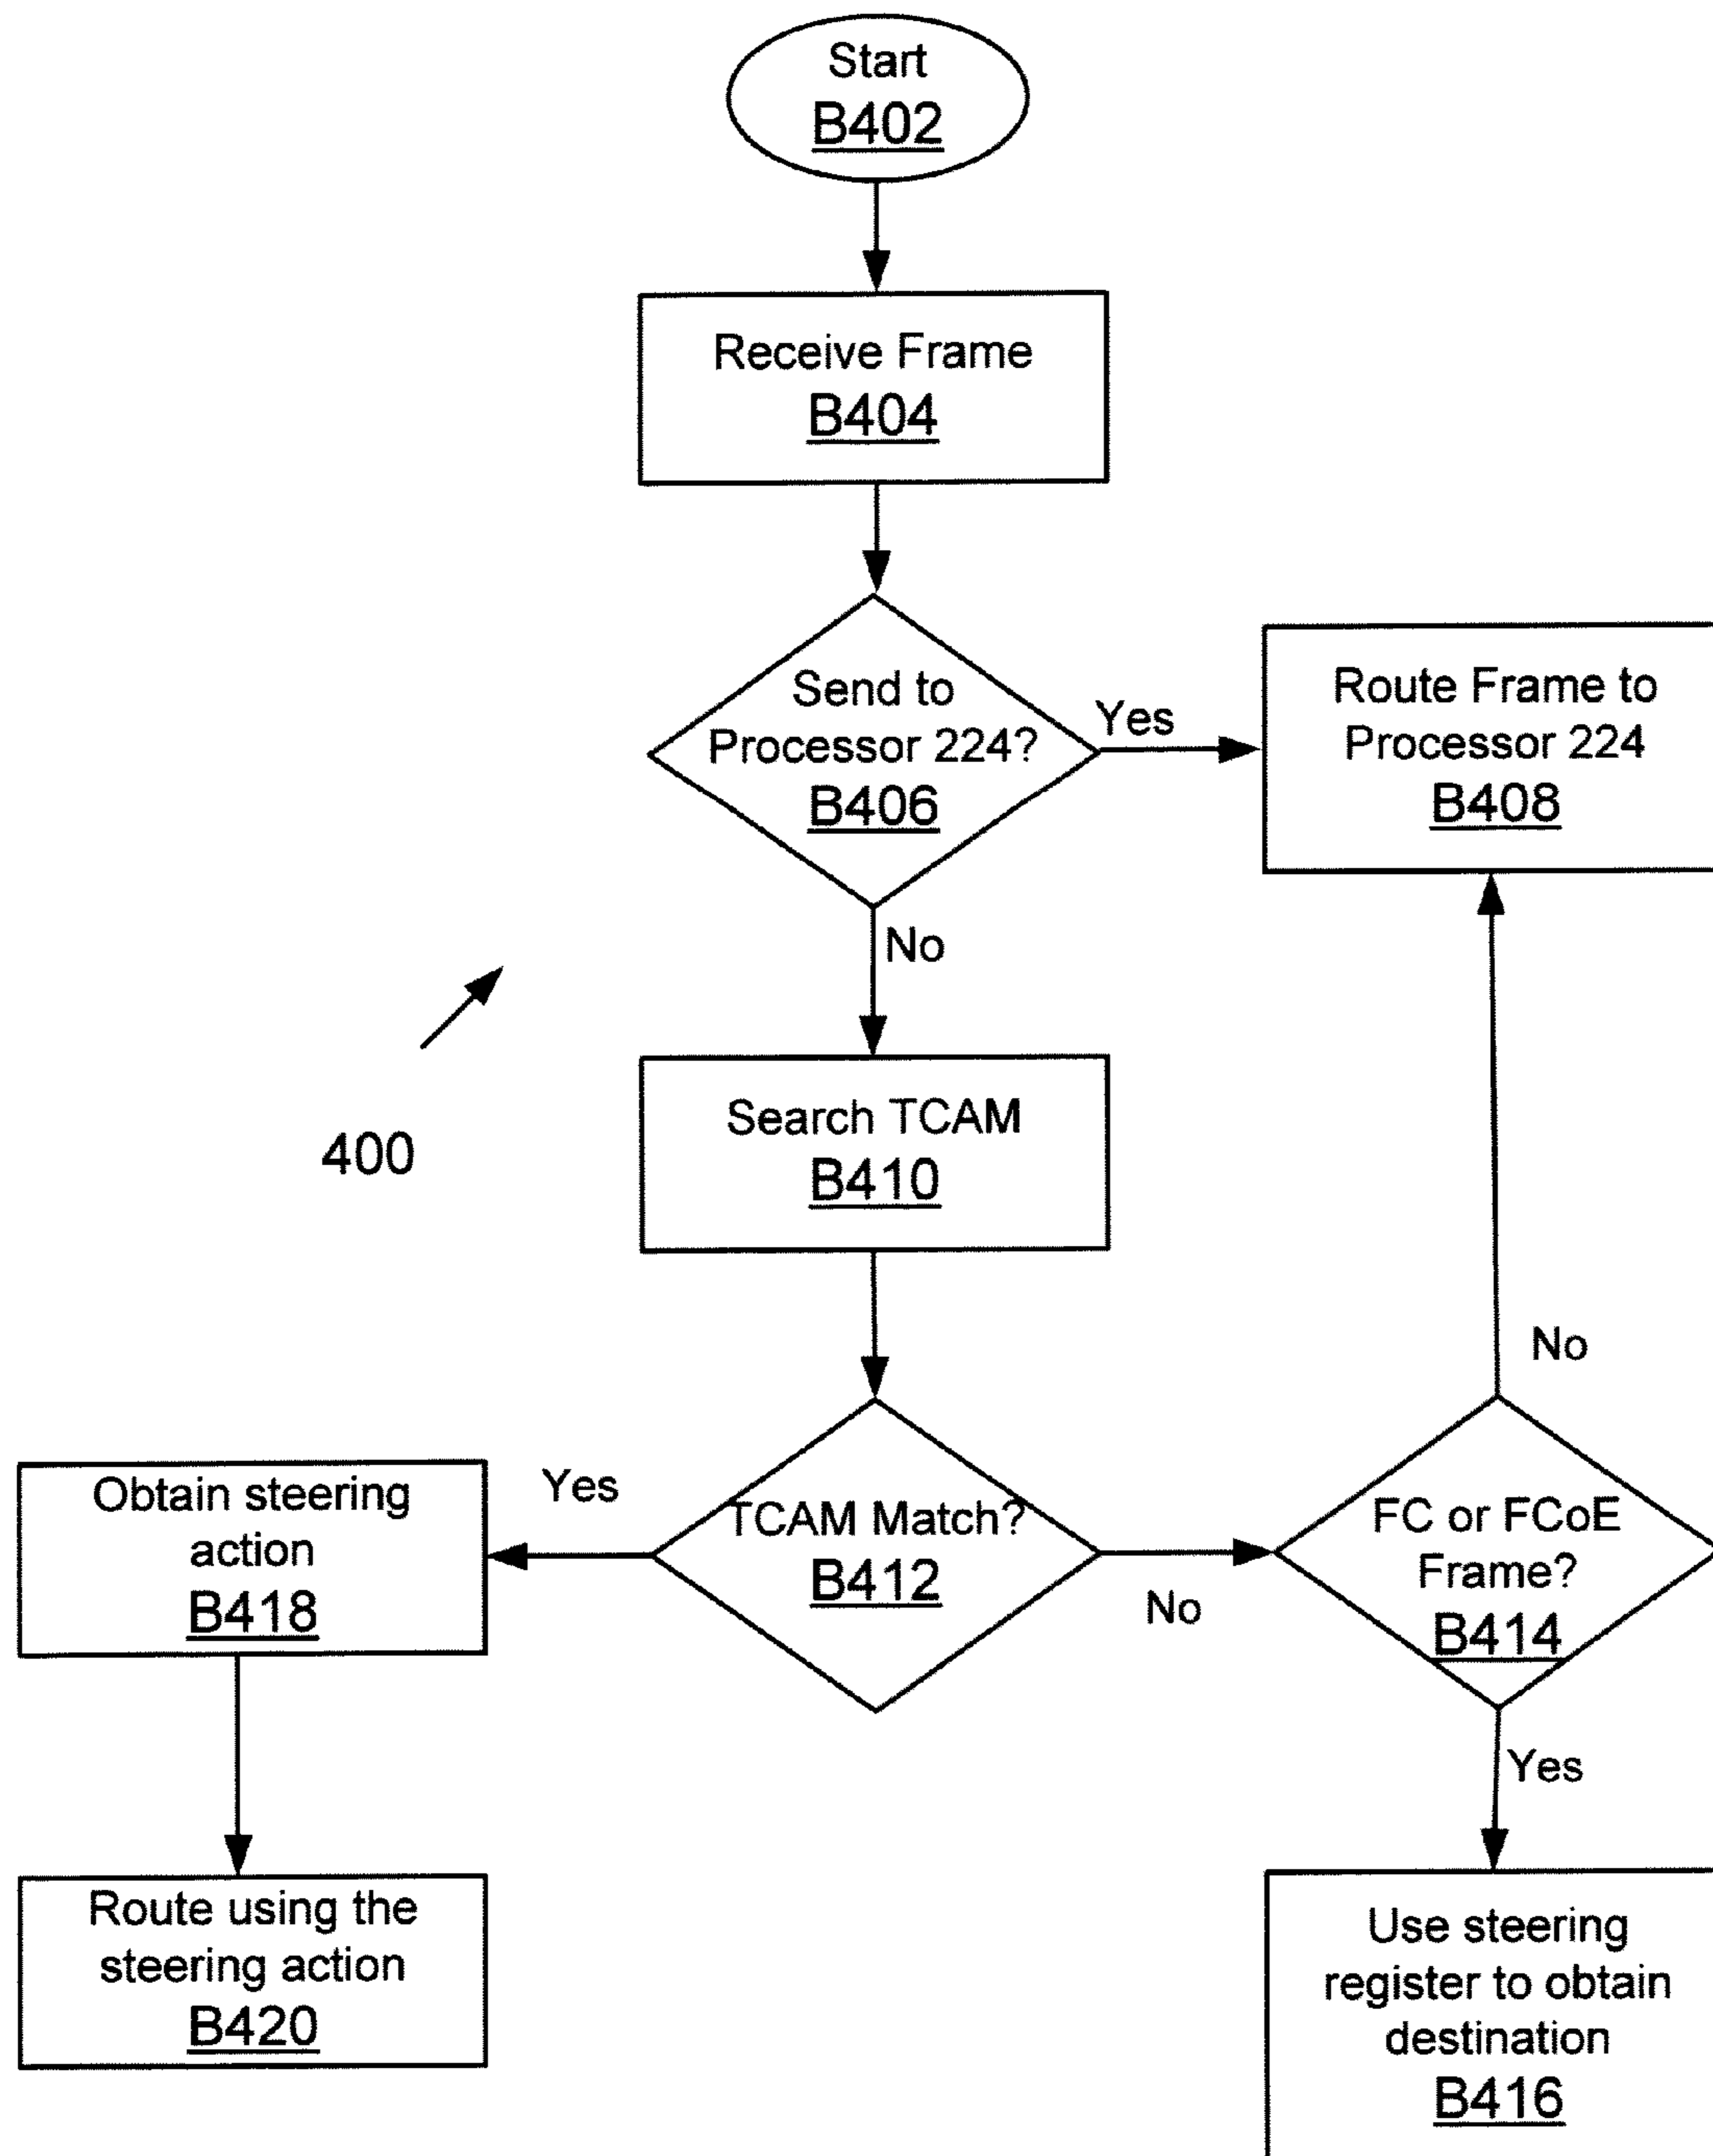 Start
B402
Receive Frame
B404
Send to
Processor 224?
B406
Yes
Route Frame to
Processor 224
B408
No
400
Search TCAM
B410
No
Obtain steering
action
B418
Yes
TCAM Match?
B412
No
FC or FCoE
Frame?
B414
Yes
Route using the
steering action
B420
Use steering
register to obtain
destination
B416